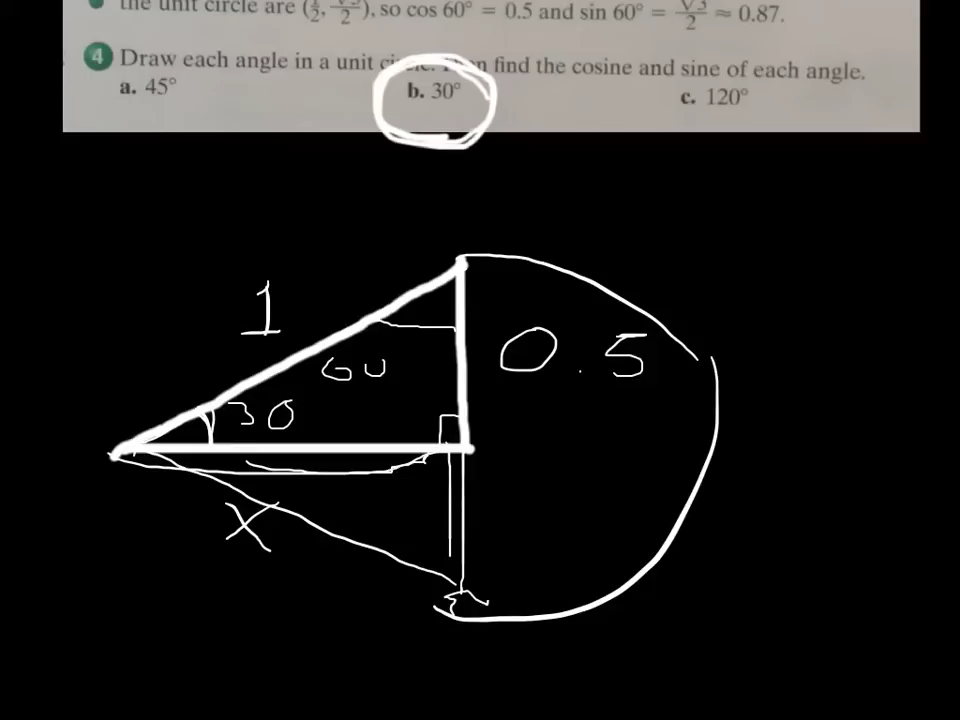 the unit circle are (1/2, √3/2), so cos 60° = 0.5 and sin 60° = √3/2 ≈ 0.87.
4 Draw each angle in a unit circle. Then find the cosine and sine of each angle.
a. 45° b. 30° c. 120°
1
0.5
60
30
x